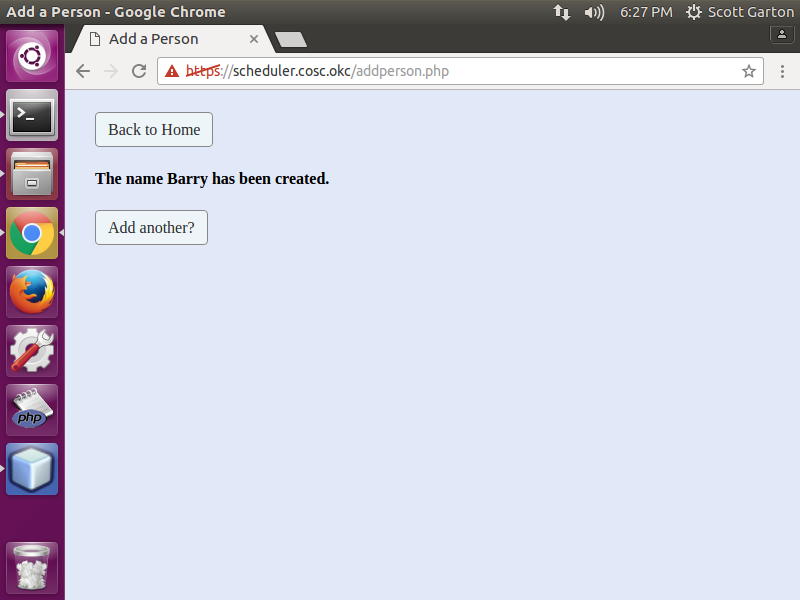 Add a Person - Google Chrome
6:27 PM
Scott Garton
Add a Person
https://scheduler.cosc.okc/addperson.php
Back to Home
The name Barry has been created.
Add another?
php